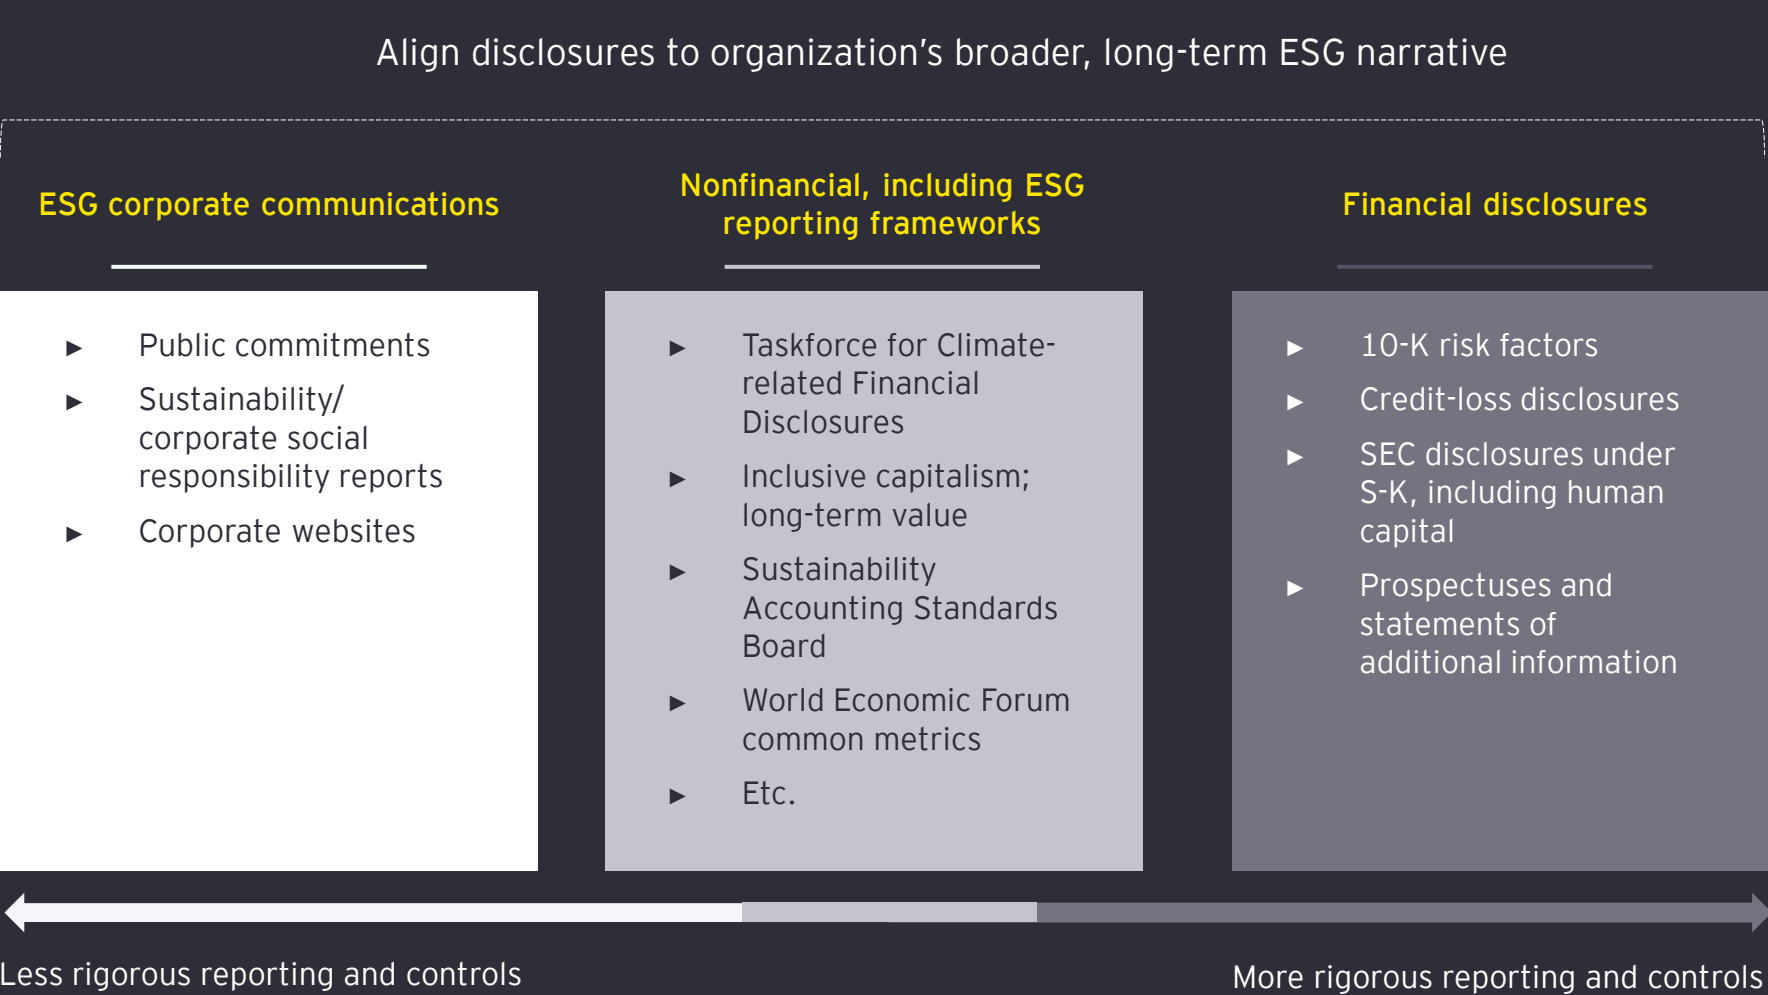 Align disclosures to organization's broader, long-term ESG narrative
ESG corporate communications
► Public commitments
► Sustainability/
corporate social
responsibility reports
► Corporate websites
Nonfinancial, including ESG
reporting frameworks
► Taskforce for Climate-
related Financial
Disclosures
► Inclusive capitalism;
long-term value
► Sustainability
Accounting Standards
Board
► World Economic Forum
common metrics
► Etc.
Financial disclosures
► 10-K risk factors
► Credit-loss disclosures
► SEC disclosures under
S-K, including human
capital
► Prospectuses and
statements of
additional information
Less rigorous reporting and controls
More rigorous reporting and controls